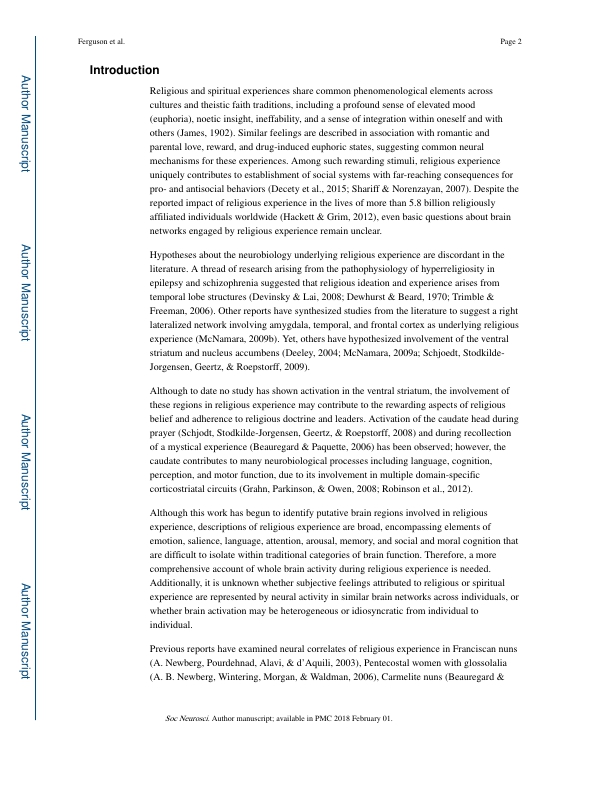 Ferguson et al.
Page 2
Introduction
Religious and spiritual experiences share common phenomenological elements across
cultures and theistic faith traditions, including a profound sense of elevated mood
(euphoria), noetic insight, ineffability, and a sense of integration within oneself and with
others (James, 1902). Similar feelings are described in association with romantic and
parental love, reward, and drug-induced euphoric states, suggesting common neural
mechanisms for these experiences. Among such rewarding stimuli, religious experience
uniquely contributes to establishment of social systems with far-reaching consequences for
pro- and antisocial behaviors (Decety et al., 2015; Shariff & Norenzayan, 2007). Despite the
reported impact of religious experience in the lives of more than 5.8 billion religiously
affiliated individuals worldwide (Hackett & Grim, 2012), even basic questions about brain
networks engaged by religious experience remain unclear.
Hypotheses about the neurobiology underlying religious experience are discordant in the
literature. A thread of research arising from the pathophysiology of hyperreligiosity in
epilepsy and schizophrenia suggested that religious ideation and experience arises from
temporal lobe structures (Devinsky & Lai, 2008; Dewhurst & Beard, 1970; Trimble &
Freeman, 2006). Other reports have synthesized studies from the literature to suggest a right
lateralized network involving amygdala, temporal, and frontal cortex as underlying religious
experience (McNamara, 2009b). Yet, others have hypothesized involvement of the ventral
striatum and nucleus accumbens (Deeley, 2004; McNamara, 2009a; Schjoedt, Stodkilde-
Jorgensen, Geertz, & Roepstorff, 2009).
Although to date no study has shown activation in the ventral striatum, the involvement of
these regions in religious experience may contribute to the rewarding aspects of religious
belief and adherence to religious doctrine and leaders. Activation of the caudate head during
prayer (Schjodt, Stodkilde-Jorgensen, Geertz, & Roepstorff, 2008) and during recollection
of a mystical experience (Beauregard & Paquette, 2006) has been observed; however, the
caudate contributes to many neurobiological processes including language, cognition,
perception, and motor function, due to its involvement in multiple domain-specific
corticostriatal circuits (Grahn, Parkinson, & Owen, 2008; Robinson et al., 2012).
Although this work has begun to identify putative brain regions involved in religious
experience, descriptions of religious experience are broad, encompassing elements of
emotion, salience, language, attention, arousal, memory, and social and moral cognition that
are difficult to isolate within traditional categories of brain function. Therefore, a more
comprehensive account of whole brain activity during religious experience is needed.
Additionally, it is unknown whether subjective feelings attributed to religious or spiritual
experience are represented by neural activity in similar brain networks across individuals, or
whether brain activation may be heterogeneous or idiosyncratic from individual to
individual.
Previous reports have examined neural correlates of religious experience in Franciscan nuns
(A. Newberg, Pourdehnad, Alavi, & d'Aquili, 2003), Pentecostal women with glossolalia
(A. B. Newberg, Wintering, Morgan, & Waldman, 2006), Carmelite nuns (Beauregard &
Soc Neurosci. Author manuscript; available in PMC 2018 February 01.
Author Manuscript
Author Manuscript
Author Manuscript
Author Manuscript